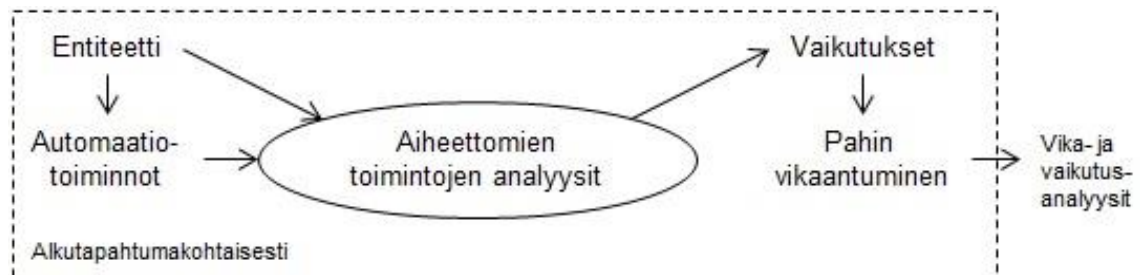 Entiteetti
Automaatio-
toiminnot
Aiheettomien
toimintojen analyysit
Vaikutukset
Pahin
vikaantuminen
Vika- ja
vaikutus-
analyysit
Alkutapahtumakohtaisesti